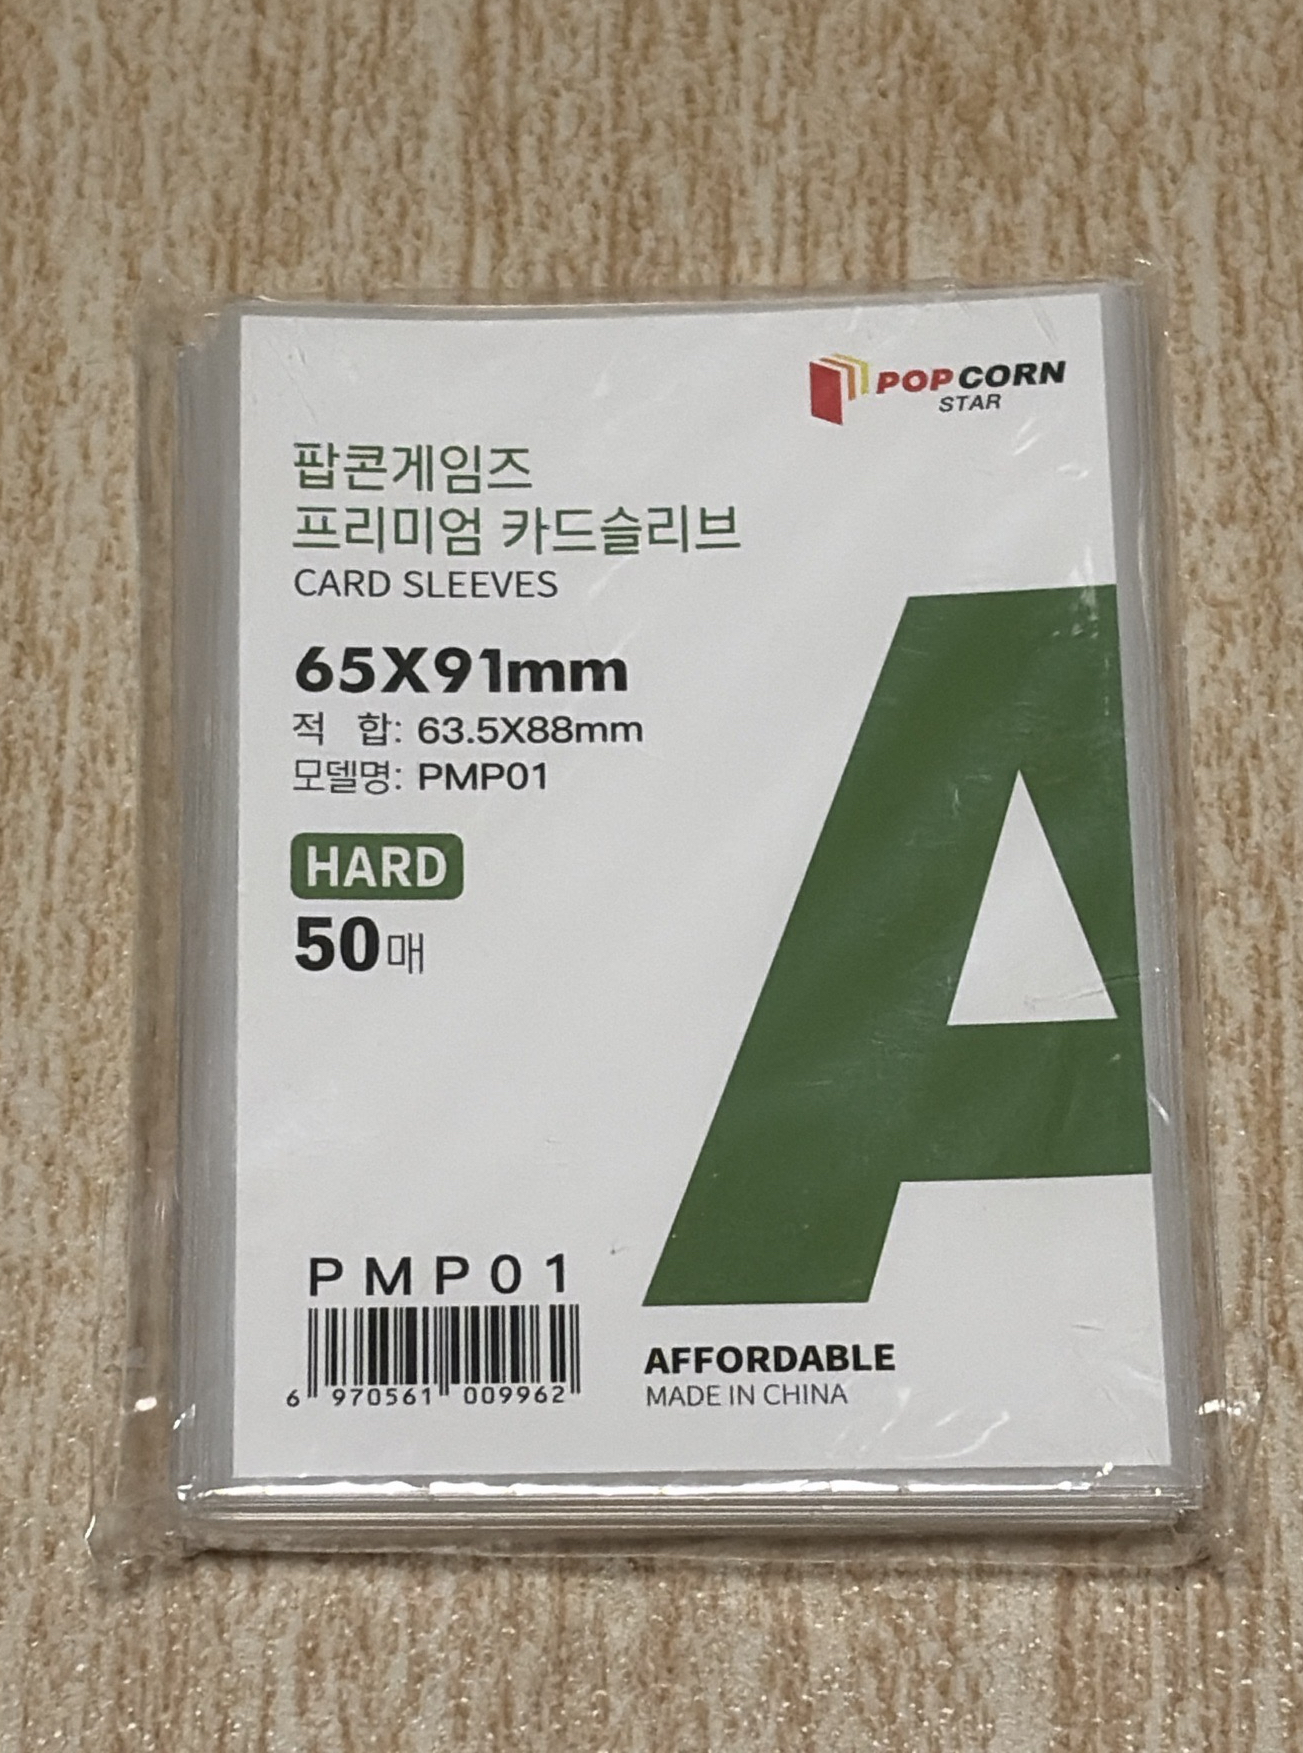 POPCORN
STAR
팝콘게임즈
프리미엄 카드슬리브
CARD SLEEVES
65X91mm
적 합: 63.5X88mm
모델명: PMP01
HARD
50매
A
PMP01
6 970561 009962
AFFORDABLE
MADE IN CHINA